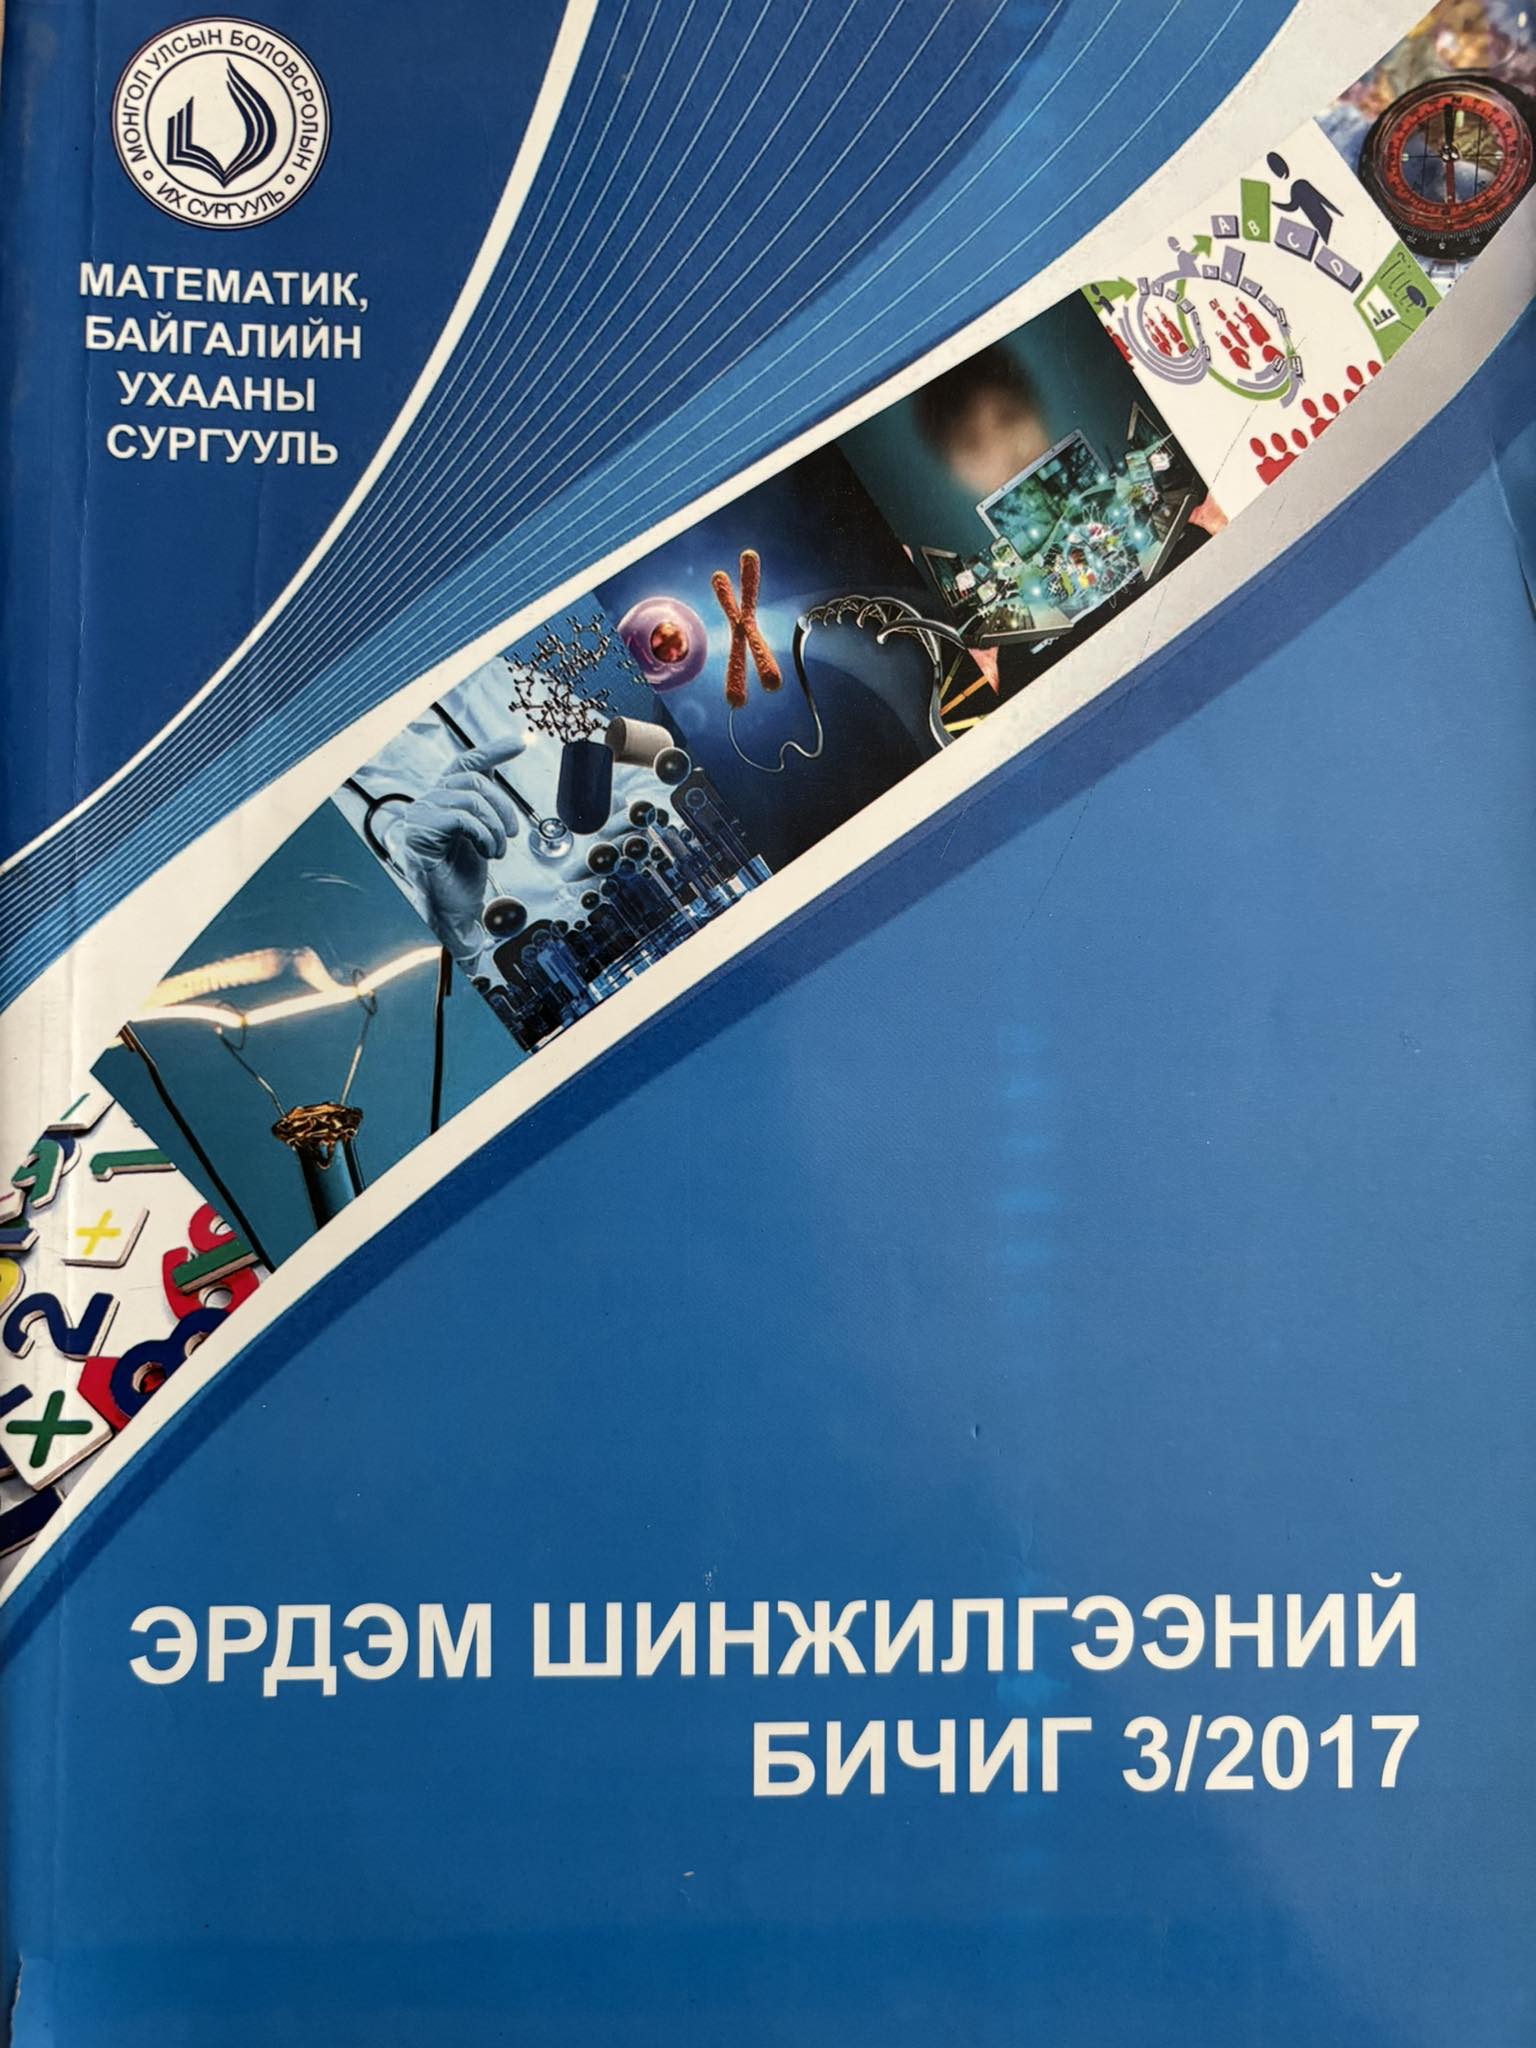 МОНГОЛ УЛСЫН БОЛОВСРОЛЫН
ИХ СУРГУУЛЬ
МАТЕМАТИК,
БАЙГАЛИЙН
УХААНЫ
СУРГУУЛЬ
A B C D
ЭРДЭМ ШИНЖИЛГЭЭНИЙ
БИЧИГ 3/2017